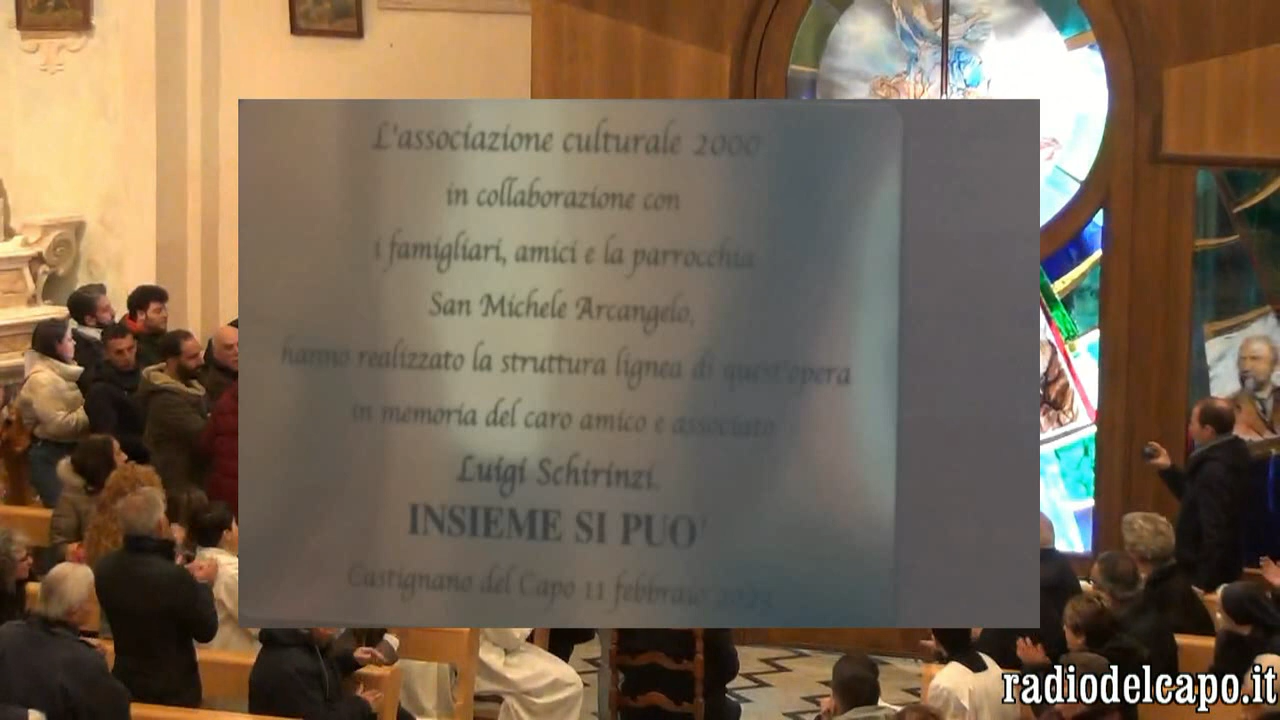 L'associazione culturale 2000
in collaborazione con
i famigliari, amici e la parrocchia
San Michele Arcangelo,
hanno realizzato la struttura lignea di quest'opera
in memoria del caro amico e associato
Luigi Schirinzi.
INSIEME SI PUO'
Castignano del Capo 11 febbraio
radiodelcapo.it